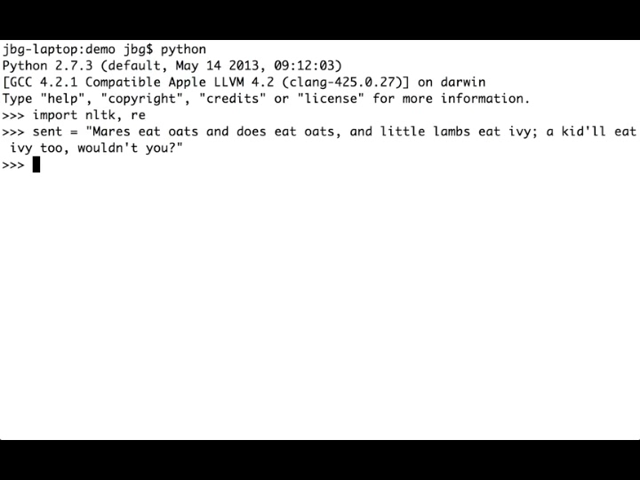 jbg-laptop:demo jbg$ python
Python 2.7.3 (default, May 14 2013, 09:12:03)
[GCC 4.2.1 Compatible Apple LLVM 4.2 (clang-425.0.27)] on darwin
Type "help", "copyright", "credits" or "license" for more information.
>>> import nltk, re
>>> sent = "Mares eat oats and does eat oats, and little lambs eat ivy; a kid'll eat
 ivy too, wouldn't you?"
>>>